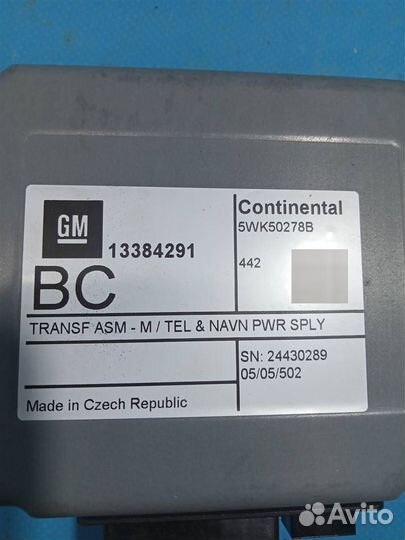 GM
13384291
BC
Continental
5WK50278B
442
TRANSF ASM - M / TEL & NAVN PWR SPLY
SN: 24430289
05/05/502
Made in Czech Republic
Avito